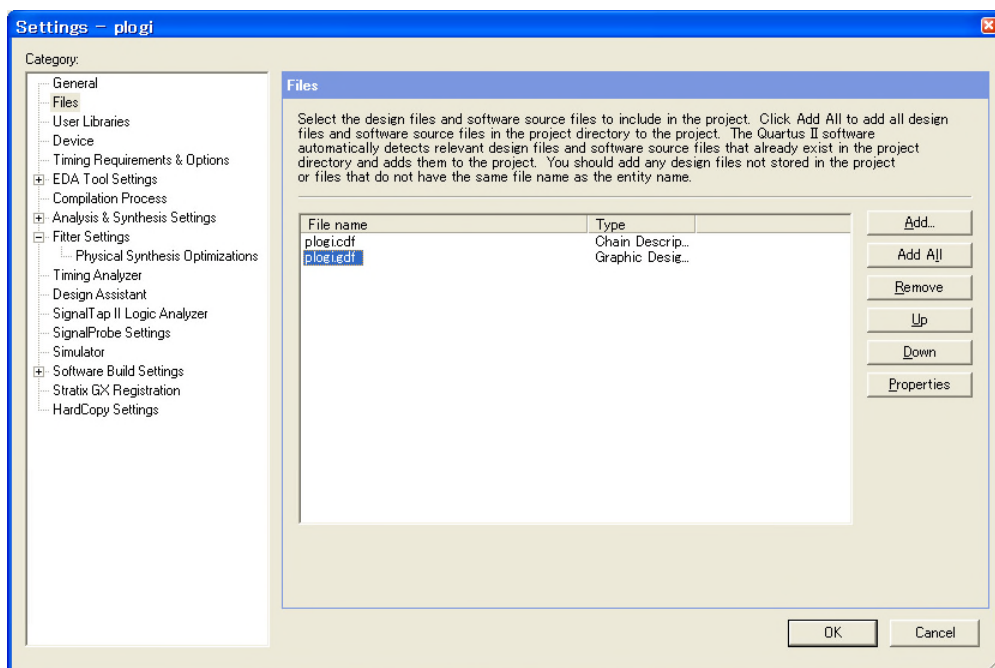 Settings - plogi
Category:
General
Files
User Libraries
Device
Timing Requirements & Options
EDA Tool Settings
Compilation Process
Analysis & Synthesis Settings
Fitter Settings
Physical Synthesis Optimizations
Timing Analyzer
Design Assistant
SignalTap II Logic Analyzer
SignalProbe Settings
Simulator
Software Build Settings
Stratix GX Registration
HardCopy Settings
Files
Select the design files and software source files to include in the project. Click Add All to add all design
files and software source files in the project directory to the project. The Quartus II software
automatically detects relevant design files and software source files that already exist in the project
directory and adds them to the project. You should add any design files not stored in the project
or files that do not have the same file name as the entity name.
File name Type
plogi.cdf Chain Descrip...
plogi.gdf Graphic Desig...
Add...
Add All
Remove
Up
Down
Properties
OK Cancel